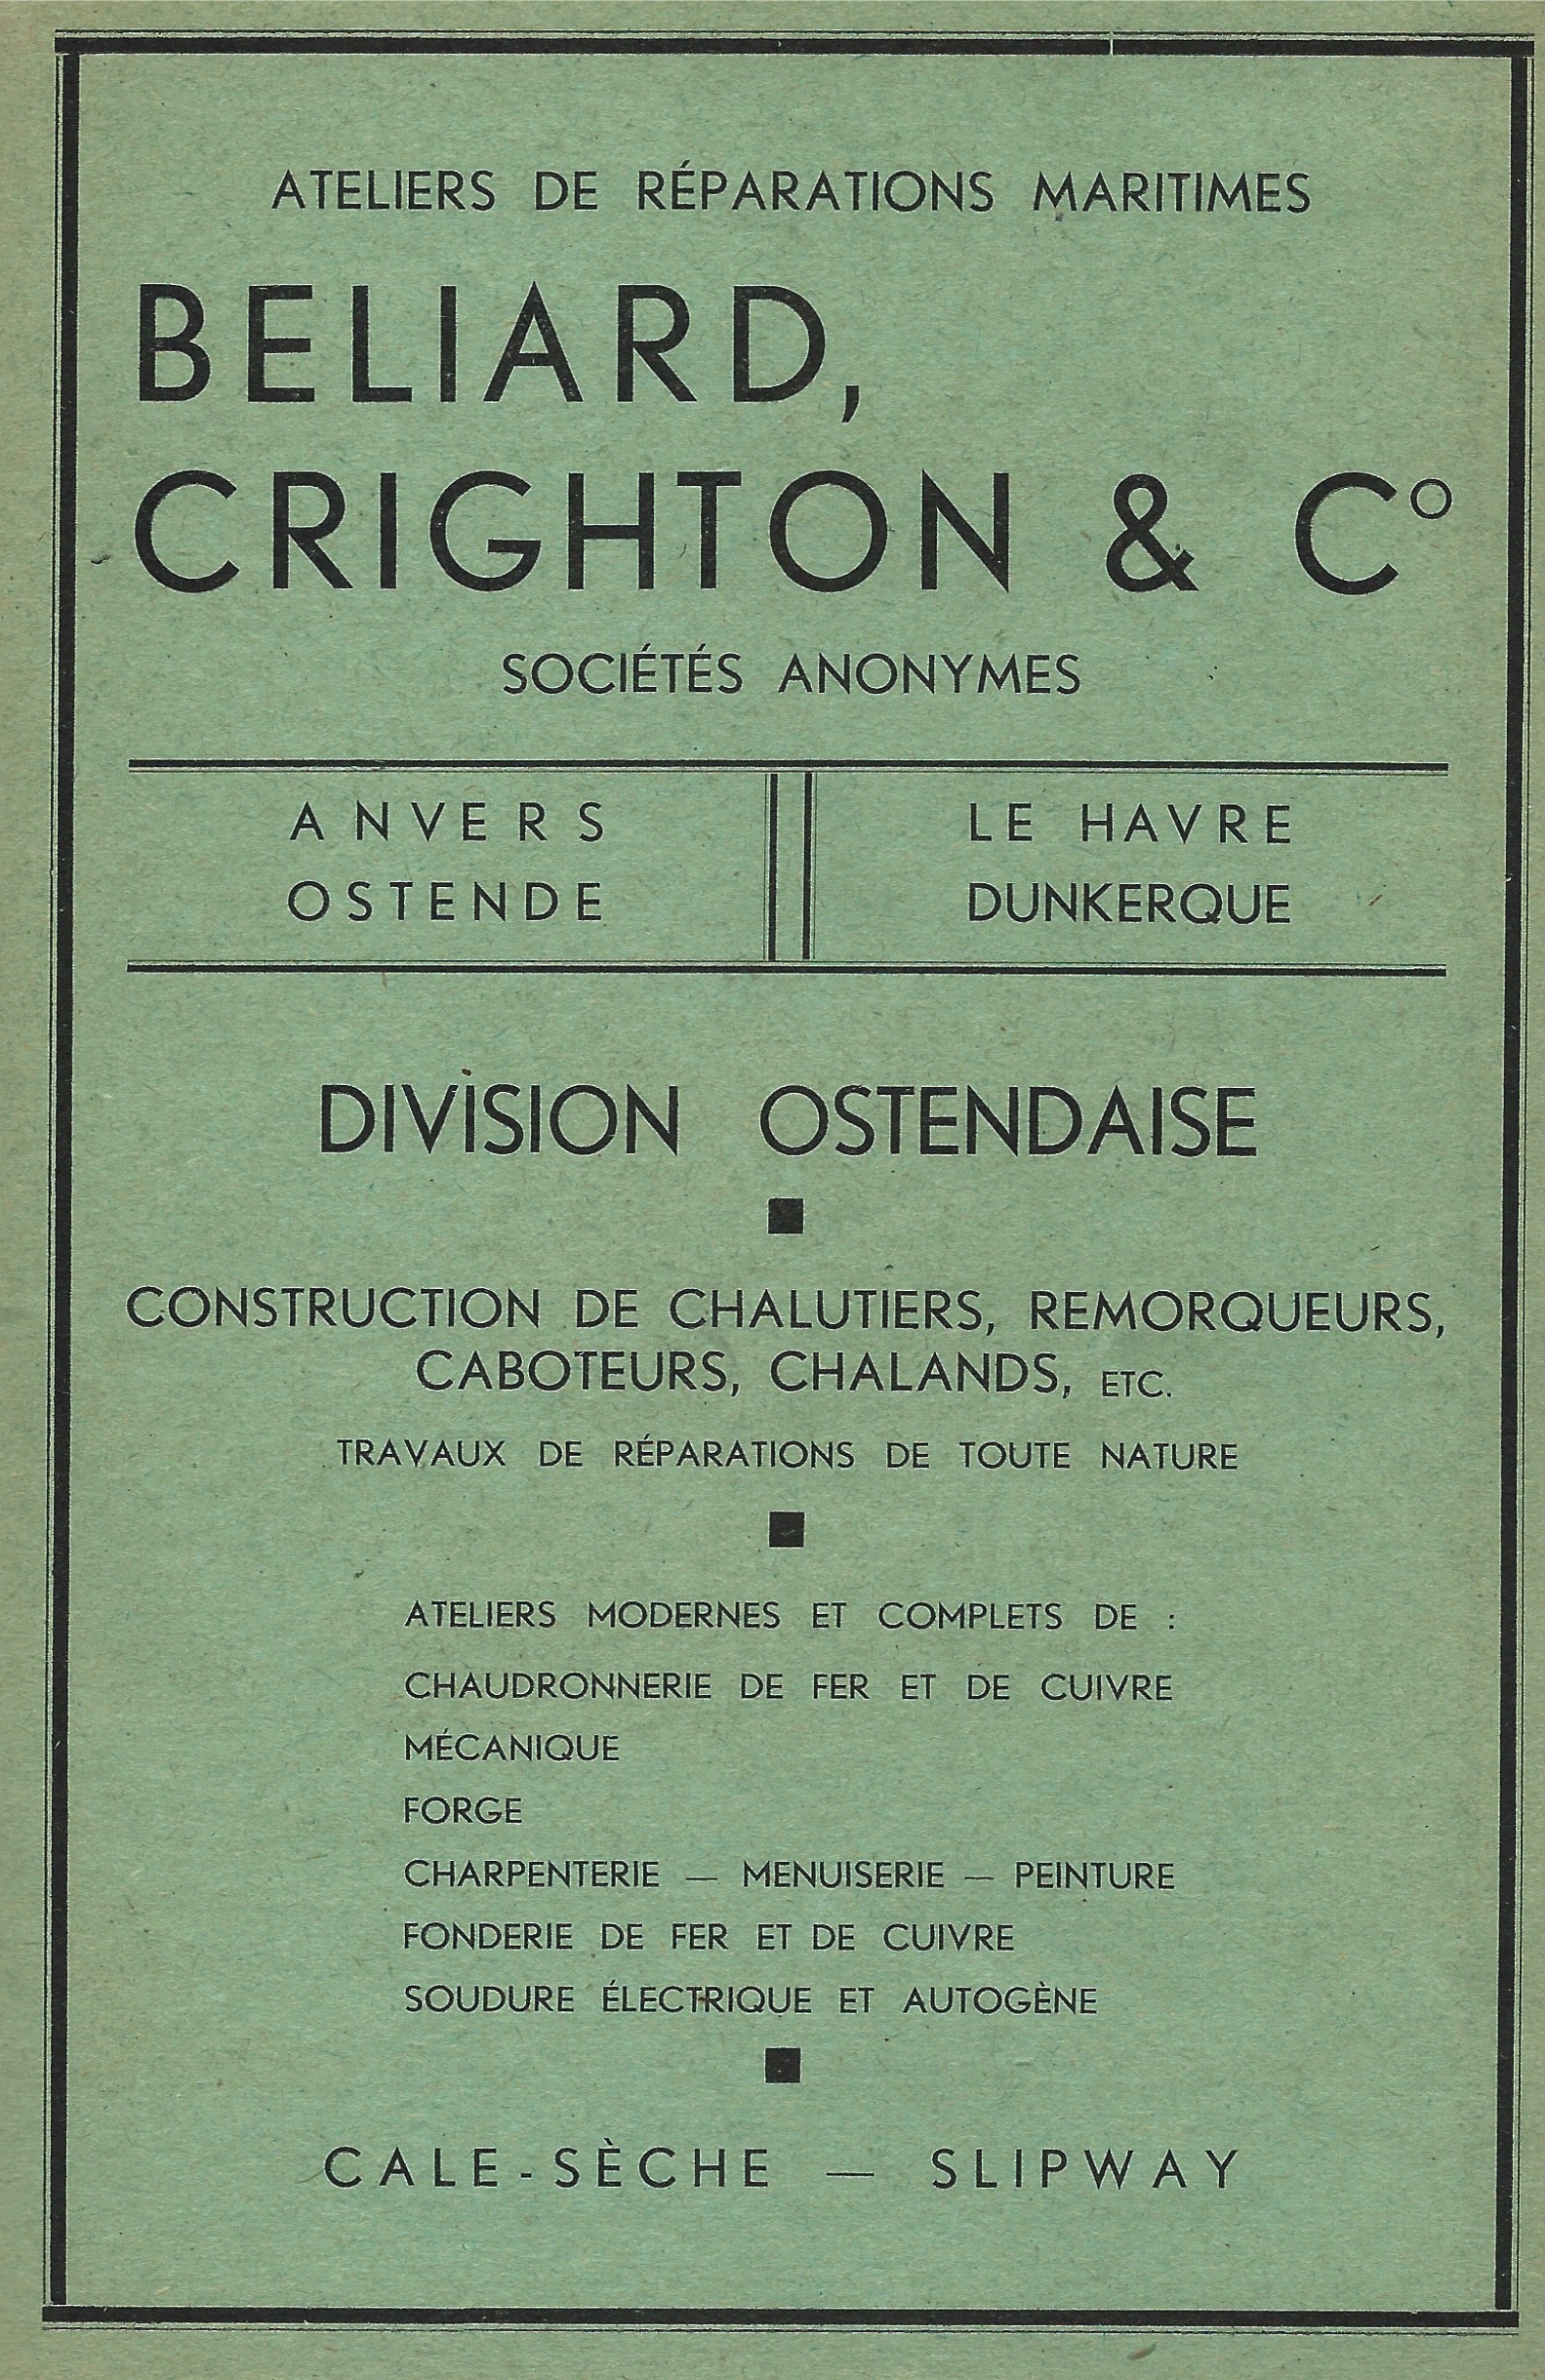 ATELIERS DE RÉPARATIONS MARITIMES
BELIARD,
CRIGHTON & Cº
SOCIÉTÉS ANONYMES
ANVERS
OSTENDE
LE HAVRE
DUNKERQUE
DIVISION OSTENDAISE
CONSTRUCTION DE CHALUTIERS, REMORQUEURS,
CABOTEURS, CHALANDS, ETC.
TRAVAUX DE RÉPARATIONS DE TOUTE NATURE
ATELIERS MODERNES ET COMPLETS DE :
CHAUDRONNERIE DE FER ET DE CUIVRE
MÉCANIQUE
FORGE
CHARPENTERIE — MENUISERIE — PEINTURE
FONDERIE DE FER ET DE CUIVRE
SOUDURE ÉLECTRIQUE ET AUTOGÈNE
CALE-SÈCHE — SLIPWAY